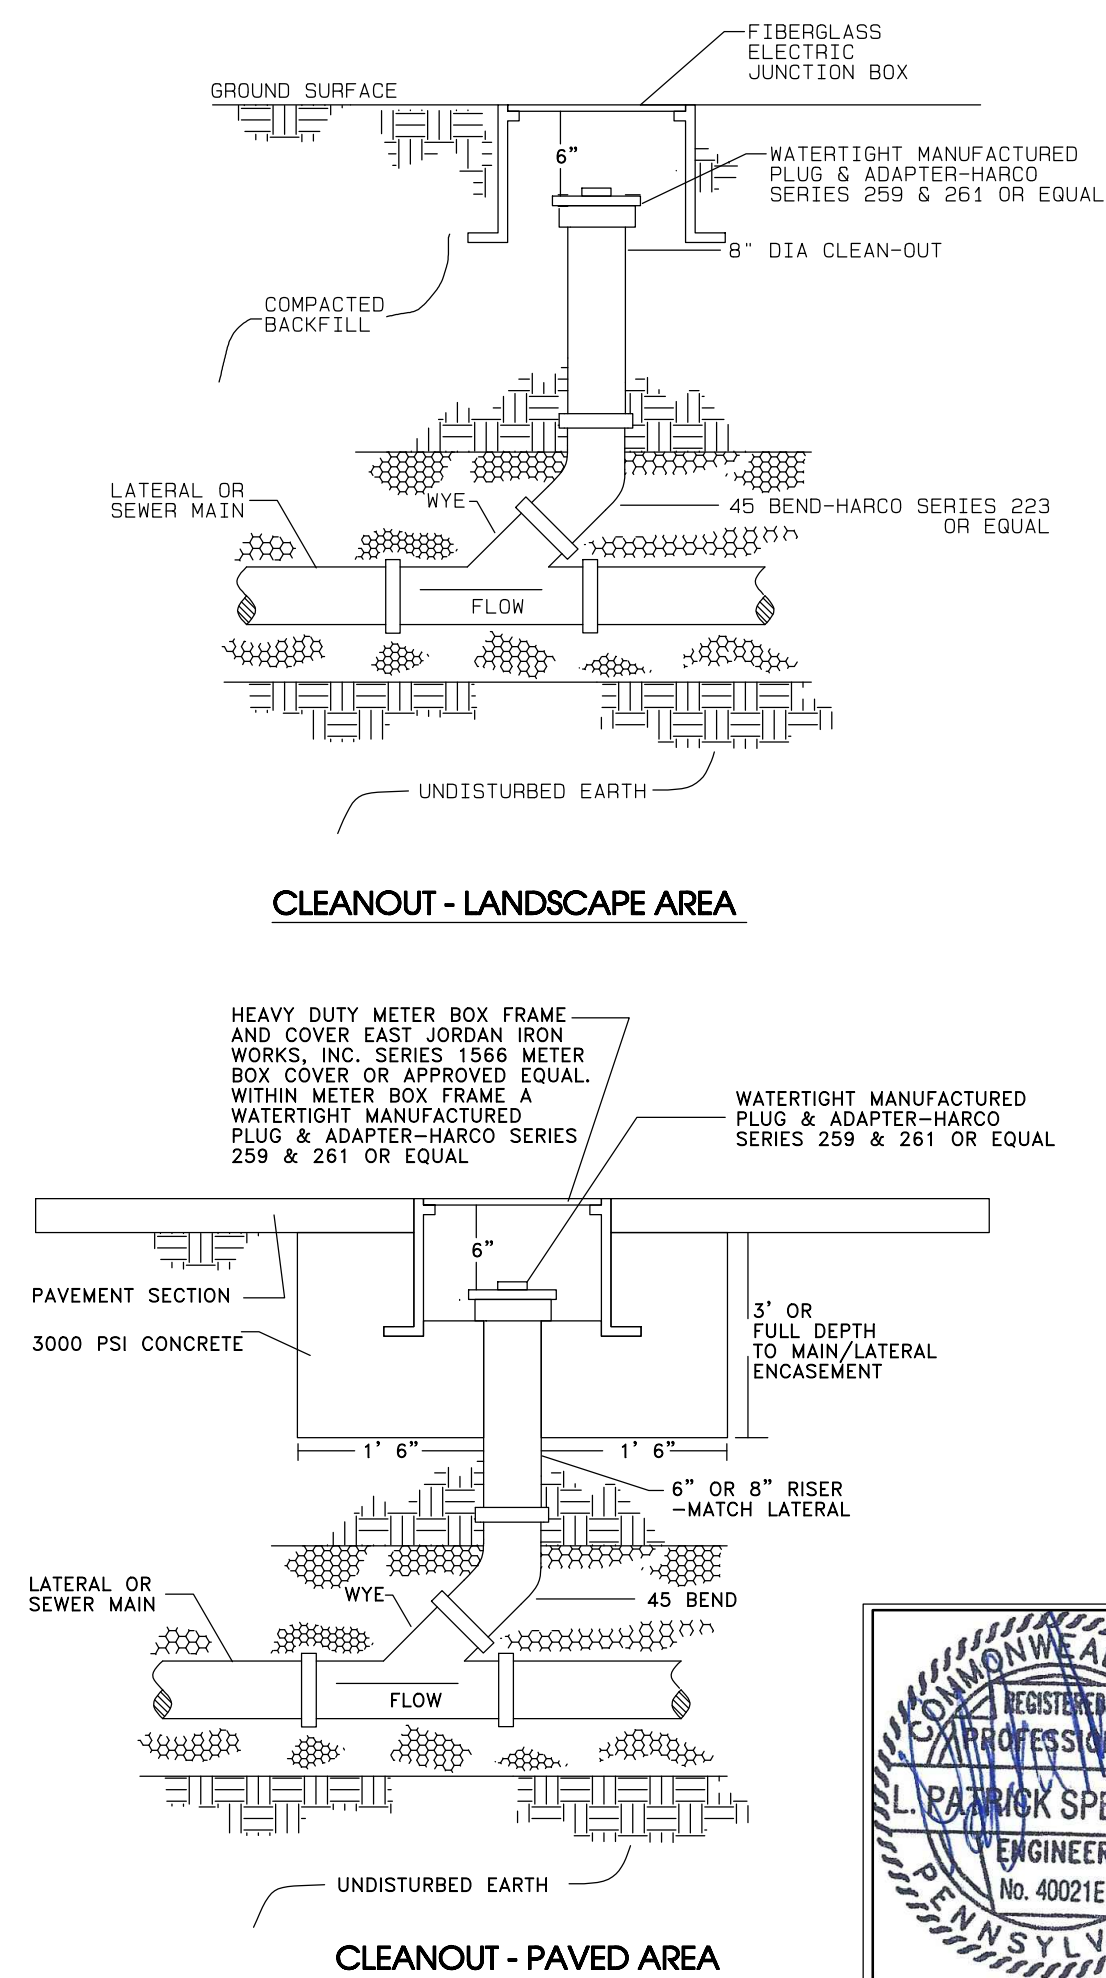 FIBERGLASS
ELECTRIC
JUNCTION BOX
GROUND SURFACE
6"
WATERTIGHT MANUFACTURED
PLUG & ADAPTER-HARCO
SERIES 259 & 261 OR EQUAL
8" DIA CLEAN-OUT
COMPACTED
BACKFILL
LATERAL OR
SEWER MAIN
WYE
45 BEND-HARCO SERIES 223
OR EQUAL
FLOW
UNDISTURBED EARTH
CLEANOUT - LANDSCAPE AREA
HEAVY DUTY METER BOX FRAME
AND COVER EAST JORDAN IRON
WORKS, INC. SERIES 1566 METER
BOX COVER OR APPROVED EQUAL.
WITHIN METER BOX FRAME A
WATERTIGHT MANUFACTURED
PLUG & ADAPTER-HARCO SERIES
259 & 261 OR EQUAL
WATERTIGHT MANUFACTURED
PLUG & ADAPTER-HARCO
SERIES 259 & 261 OR EQUAL
6"
PAVEMENT SECTION
3000 PSI CONCRETE
3' OR
FULL DEPTH
TO MAIN/LATERAL
ENCASEMENT
1' 6" 1' 6"
6" OR 8" RISER
-MATCH LATERAL
LATERAL OR
SEWER MAIN
WYE
45 BEND
FLOW
UNDISTURBED EARTH
CLEANOUT - PAVED AREA
COMMONWEA
REGISTERED
PROFESSIO
L. PATRICK SPE
ENGINEER
No. 40021E
PENNSYLV